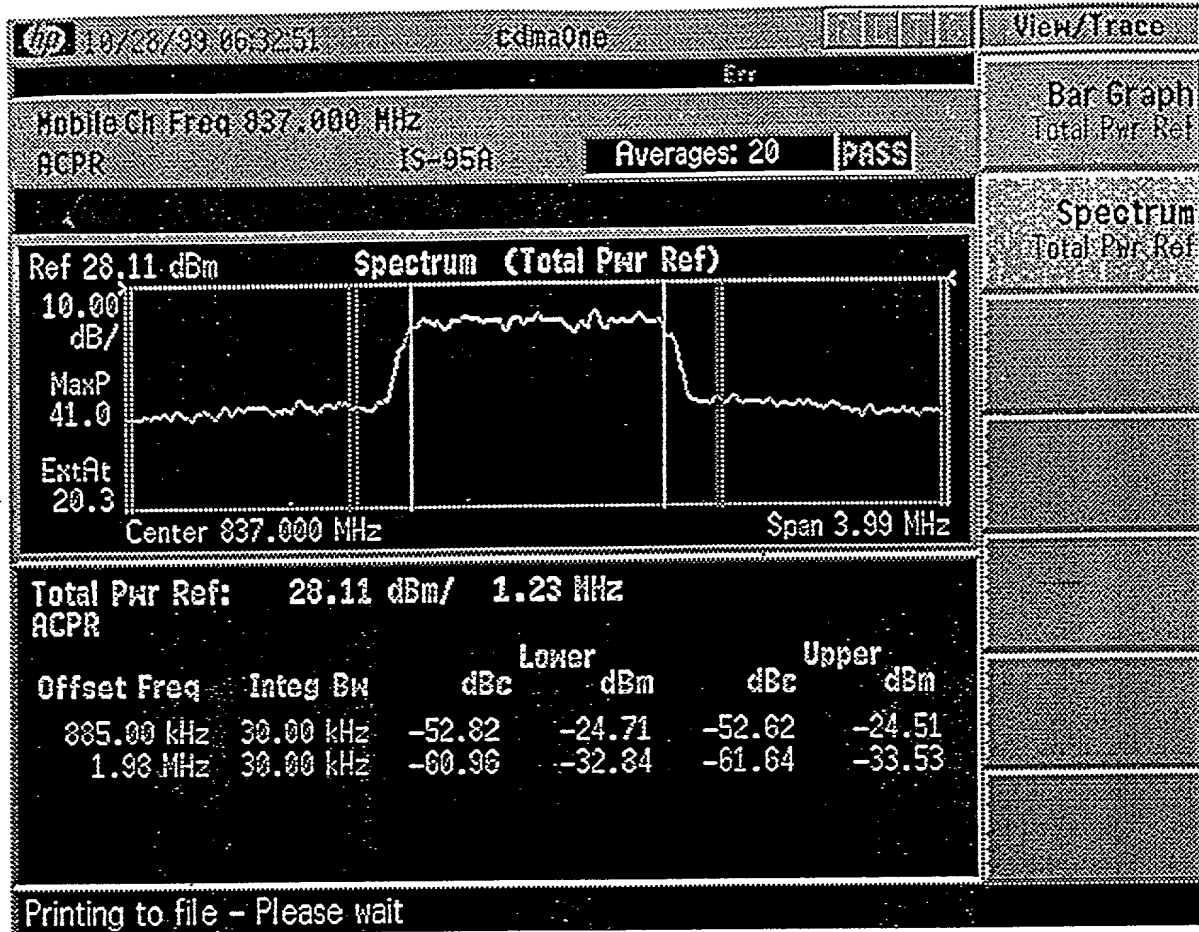 hp 10/28/99 06:32:51 cdmaOne
View/Trace
Err
Mobile Ch Freq 837.000 MHz
ACPR IS-95A Averages: 20 PASS
Bar Graph
Total Pwr Ref
Spectrum
Total Pwr Ref
Ref 28.11 dBm Spectrum (Total Pwr Ref)
10.00
dB/
MaxP
41.0
ExtAt
20.3
Center 837.000 MHz Span 3.99 MHz
Total Pwr Ref: 28.11 dBm/ 1.23 MHz
ACPR
Lower Upper
Offset Freq Integ Bw dBc dBm dBc dBm
885.00 kHz 30.00 kHz -52.82 -24.71 -52.62 -24.51
1.98 MHz 30.00 kHz -60.96 -32.84 -61.64 -33.53
Printing to file - Please wait